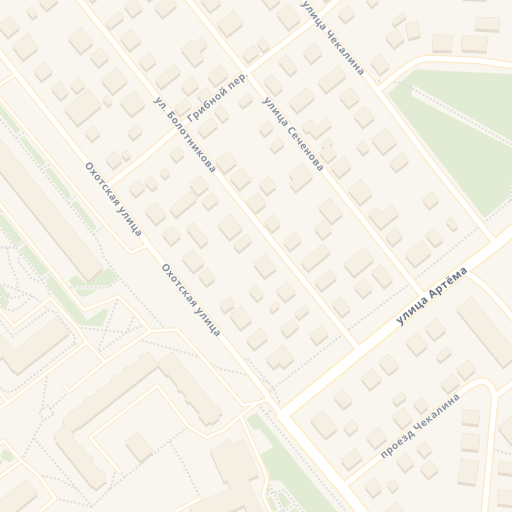 улица Чекалина
Грибной пер.
ул. Болотникова
улица Сеченова
Охотская улица
Охотская улица
улица Артёма
проезд Чекалина